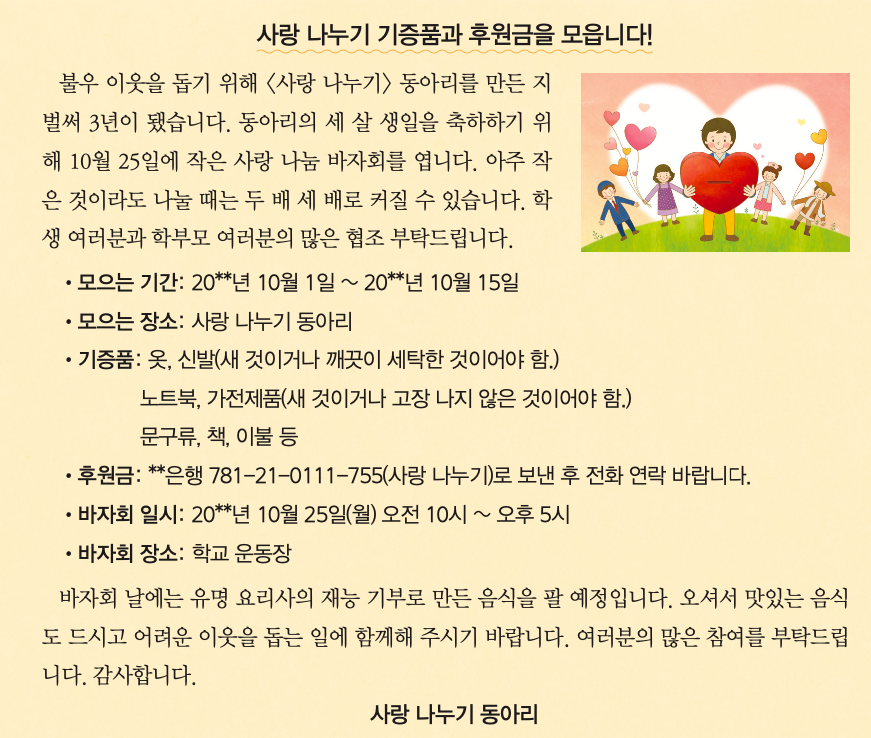 사랑 나누기 기증품과 후원금을 모읍니다!
불우 이웃을 돕기 위해 〈사랑 나누기〉 동아리를 만든 지
벌써 3년이 됐습니다. 동아리의 세 살 생일을 축하하기 위
해 10월 25일에 작은 사랑 나눔 바자회를 엽니다. 아주 작
은 것이라도 나눌 때는 두 배 세 배로 커질 수 있습니다. 학
생 여러분과 학부모 여러분의 많은 협조 부탁드립니다.
• 모으는 기간: 20**년 10월 1일 ～ 20**년 10월 15일
• 모으는 장소: 사랑 나누기 동아리
• 기증품: 옷, 신발(새 것이거나 깨끗이 세탁한 것이어야 함.)
노트북, 가전제품(새 것이거나 고장 나지 않은 것이어야 함.)
문구류, 책, 이불 등
• 후원금: **은행 781-21-0111-755(사랑 나누기)로 보낸 후 전화 연락 바랍니다.
• 바자회 일시: 20**년 10월 25일(월) 오전 10시 ～ 오후 5시
• 바자회 장소: 학교 운동장
바자회 날에는 유명 요리사의 재능 기부로 만든 음식을 팔 예정입니다. 오셔서 맛있는 음식
도 드시고 어려운 이웃을 돕는 일에 함께해 주시기 바랍니다. 여러분의 많은 참여를 부탁드립
니다. 감사합니다.
사랑 나누기 동아리